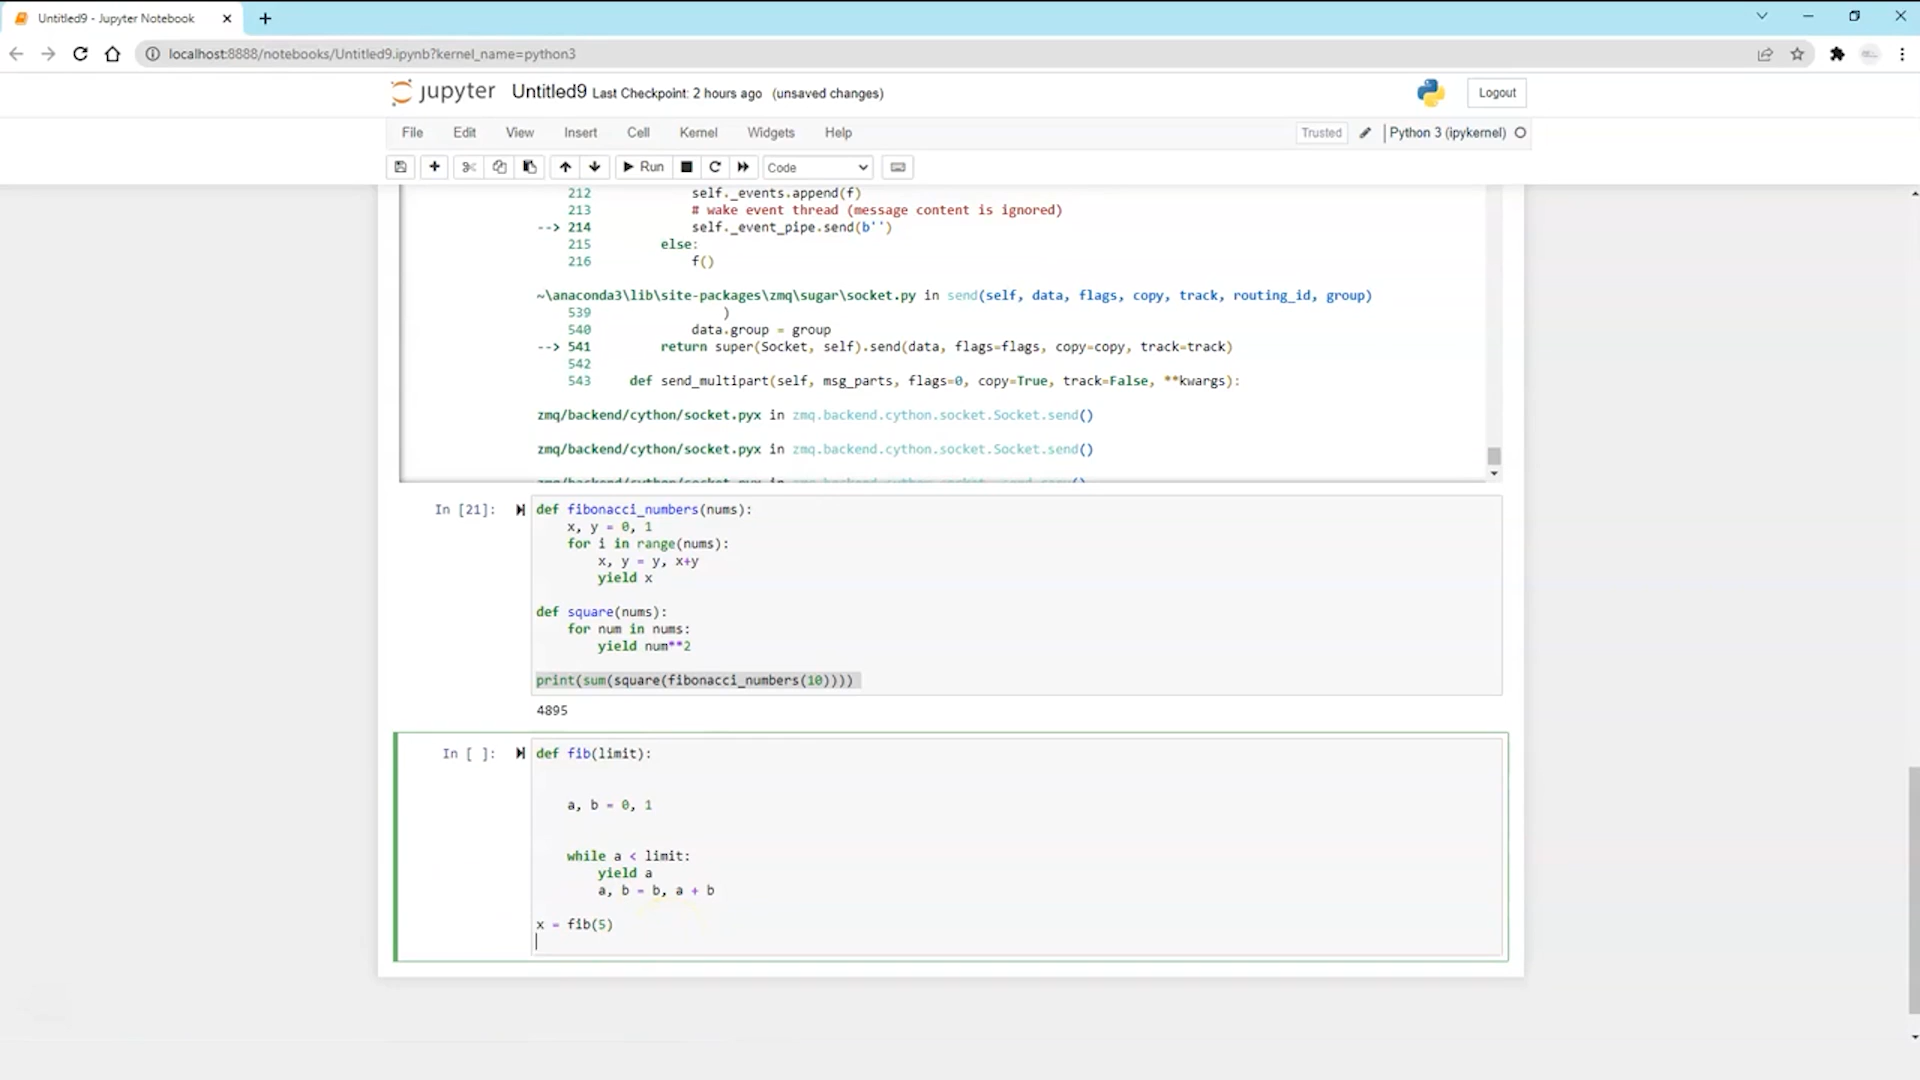 Untitled9 - Jupyter Notebook
localhost:8888/notebooks/Untitled9.ipynb?kernel_name=python3
jupyter Untitled9 Last Checkpoint: 2 hours ago (unsaved changes)
Logout
File Edit View Insert Cell Kernel Widgets Help
Trusted Python 3 (ipykernel)
Run Code
212 self._events.append(f)
213 # wake event thread (message content is ignored)
--> 214 self._event_pipe.send(b'')
215 else:
216 f()
~\anaconda3\lib\site-packages\zmq\sugar\socket.py in send(self, data, flags, copy, track, routing_id, group)
539 )
540 data.group = group
--> 541 return super(Socket, self).send(data, flags=flags, copy=copy, track=track)
542
543 def send_multipart(self, msg_parts, flags=0, copy=True, track=False, **kwargs):
zmq/backend/cython/socket.pyx in zmq.backend.cython.socket.Socket.send()
zmq/backend/cython/socket.pyx in zmq.backend.cython.socket.Socket.send()
In [21]: def fibonacci_numbers(nums):
x, y = 0, 1
for i in range(nums):
x, y = y, x+y
yield x
def square(nums):
for num in nums:
yield num**2
print(sum(square(fibonacci_numbers(10))))
4895
In [ ]: def fib(limit):
a, b = 0, 1
while a < limit:
yield a
a, b = b, a + b
x = fib(5)